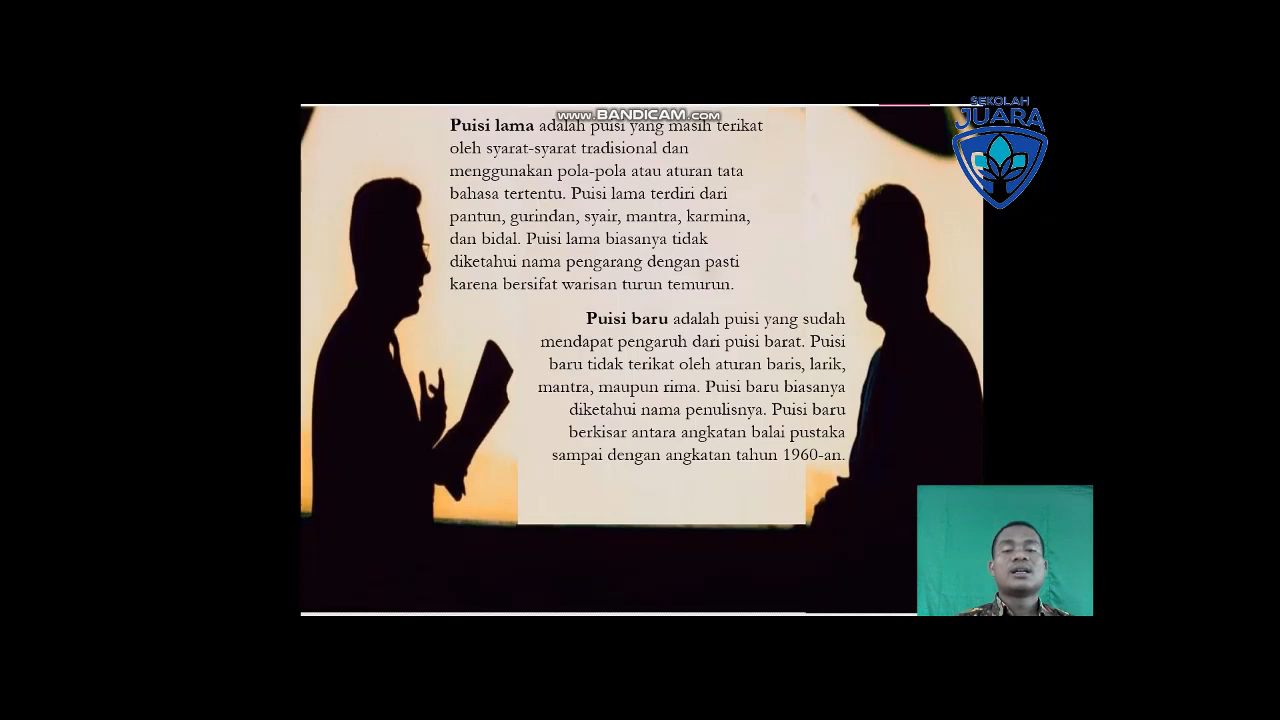 www.BANDICAM.com
SEKOLAH
JUARA
Puisi lama adalah puisi yang masih terikat
oleh syarat-syarat tradisional dan
menggunakan pola-pola atau aturan tata
bahasa tertentu. Puisi lama terdiri dari
pantun, gurindan, syair, mantra, karmina,
dan bidal. Puisi lama biasanya tidak
diketahui nama pengarang dengan pasti
karena bersifat warisan turun temurun.
Puisi baru adalah puisi yang sudah
mendapat pengaruh dari puisi barat. Puisi
baru tidak terikat oleh aturan baris, larik,
mantra, maupun rima. Puisi baru biasanya
diketahui nama penulisnya. Puisi baru
berkisar antara angkatan balai pustaka
sampai dengan angkatan tahun 1960-an.